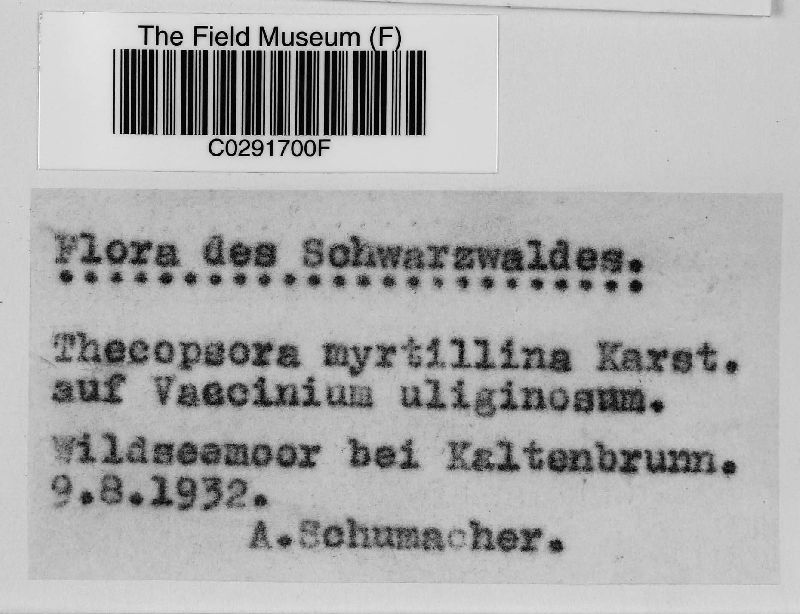 The Field Museum (F)
C0291700F
Flora des Schwarzwaldes.
Thecopsora myrtillina Karst.
auf Vaccinium uliginosum.
Wildseemoor bei Kaltenbrunn.
9.8.1932.
A.Schumacher.